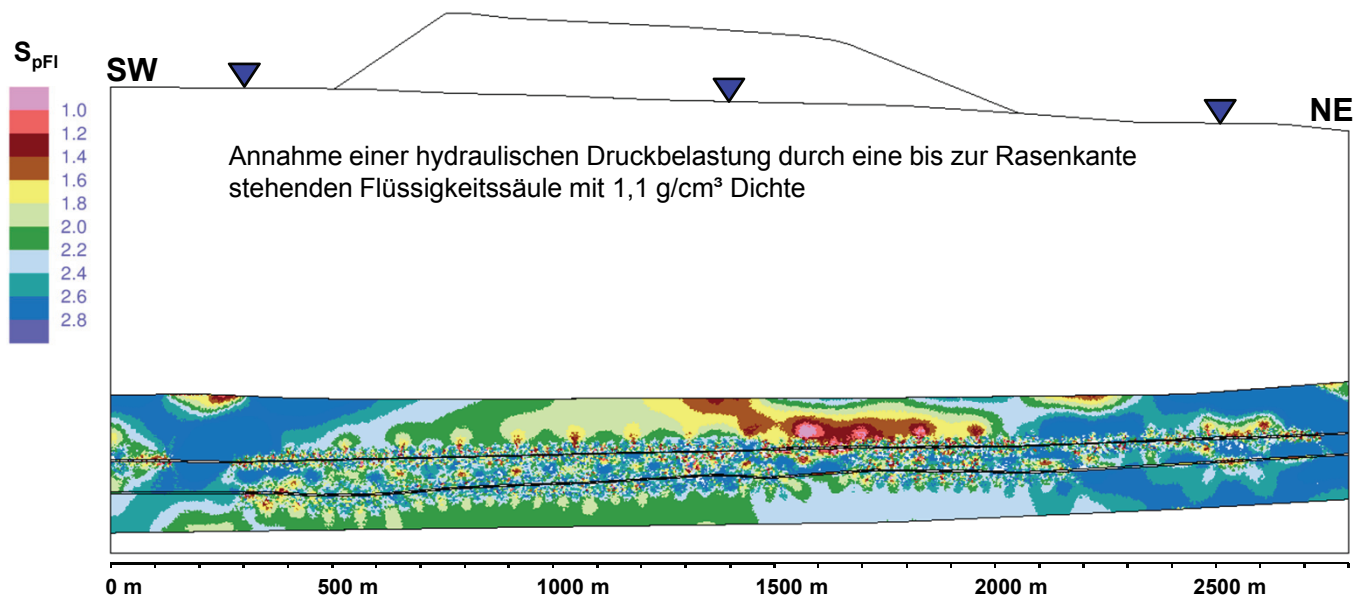 S_pFl
SW
NE
1.0
1.2
1.4
1.6
1.8
2.0
2.2
2.4
2.6
2.8
Annahme einer hydraulischen Druckbelastung durch eine bis zur Rasenkante
stehenden Flüssigkeitssäule mit 1,1 g/cm³ Dichte
0 m
500 m
1000 m
1500 m
2000 m
2500 m